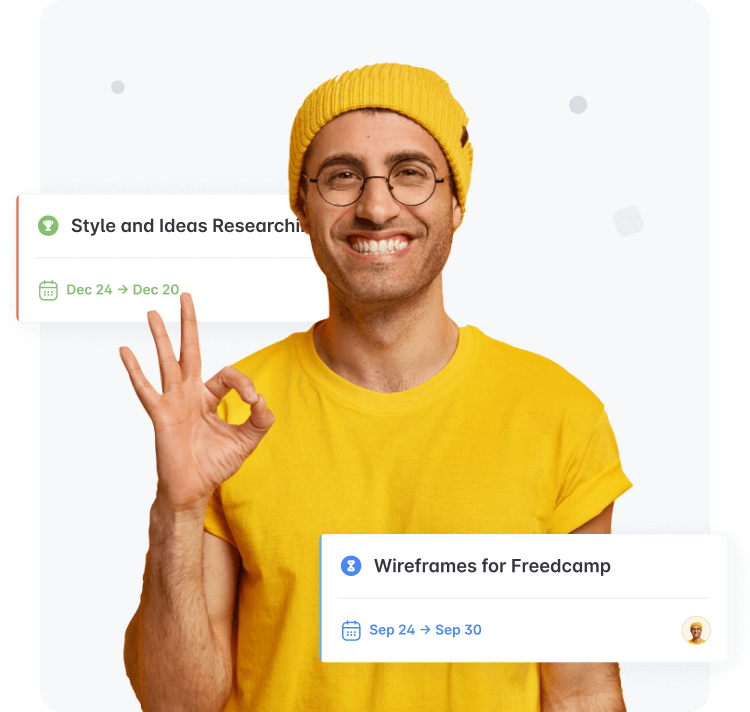 Style and Ideas Researchi
Dec 24 → Dec 20
Wireframes for Freedcamp
Sep 24 → Sep 30